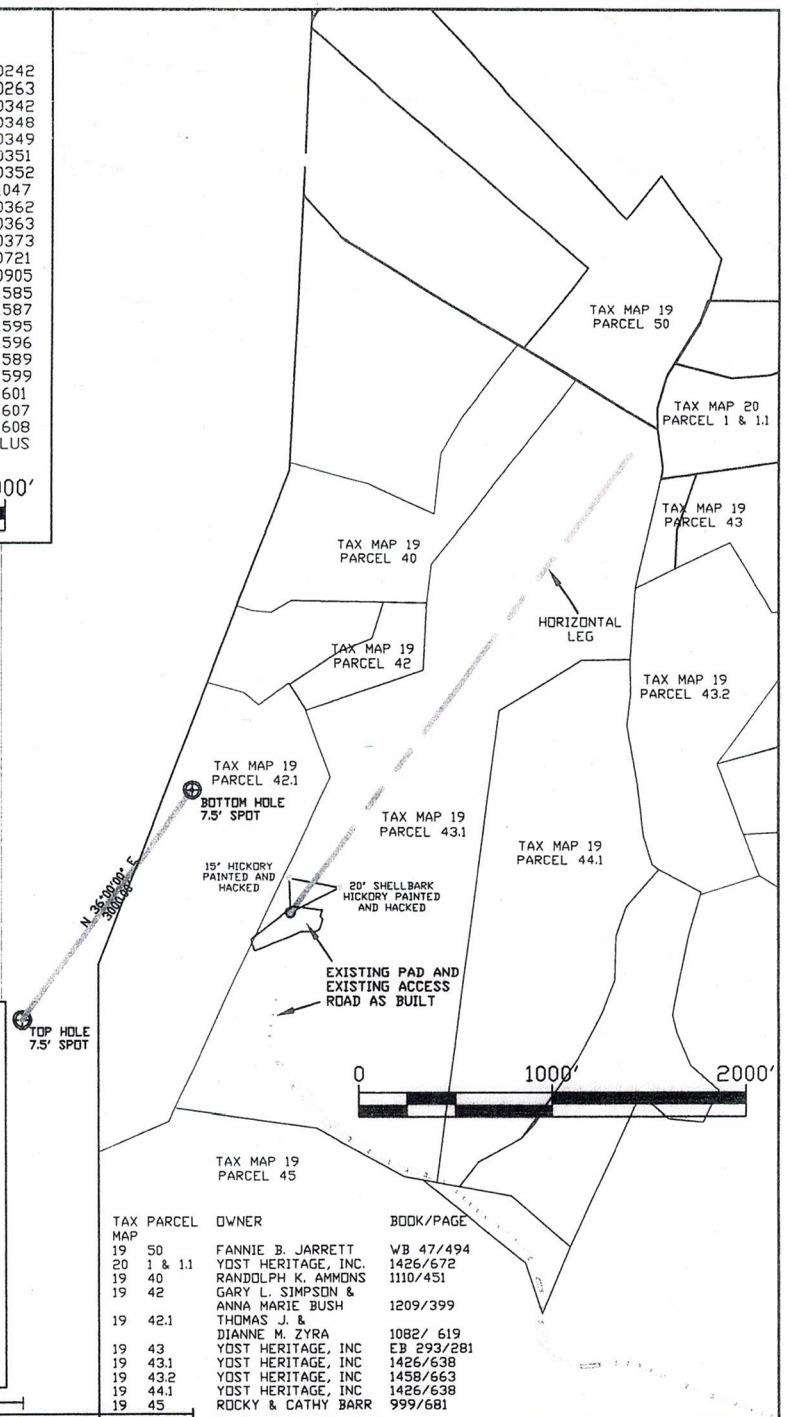 0242
0263
0342
0348
0349
0351
0352
1047
0362
0363
0373
0721
0905
585
587
595
596
589
599
601
607
608
LUS
00'
TAX MAP 19
PARCEL 50
TAX MAP 20
PARCEL 1 & 1.1
TAX MAP 19
PARCEL 43
TAX MAP 19
PARCEL 40
HORIZONTAL
LEG
TAX MAP 19
PARCEL 42
TAX MAP 19
PARCEL 43.2
TAX MAP 19
PARCEL 42.1
BOTTOM HOLE
7.5' SPOT
TAX MAP 19
PARCEL 43.1
TAX MAP 19
PARCEL 44.1
15" HICKORY
PAINTED AND
HACKED
20" SHELLBARK
HICKORY PAINTED
AND HACKED
N 36°00'00" E
3000.98'
EXISTING PAD AND
EXISTING ACCESS
ROAD AS BUILT
TOP HOLE
7.5' SPOT
0 1000' 2000'
TAX MAP 19
PARCEL 45
TAX PARCEL OWNER BOOK/PAGE
MAP
19 50 FANNIE B. JARRETT WB 47/494
20 1 & 1.1 YOST HERITAGE, INC. 1426/672
19 40 RANDOLPH K. AMMONS 1110/451
19 42 GARY L. SIMPSON &
ANNA MARIE BUSH 1209/399
19 42.1 THOMAS J. &
DIANNE M. ZYRA 1082/ 619
19 43 YOST HERITAGE, INC EB 293/281
19 43.1 YOST HERITAGE, INC 1426/638
19 43.2 YOST HERITAGE, INC 1458/663
19 44.1 YOST HERITAGE, INC 1426/638
19 45 ROCKY & CATHY BARR 999/681